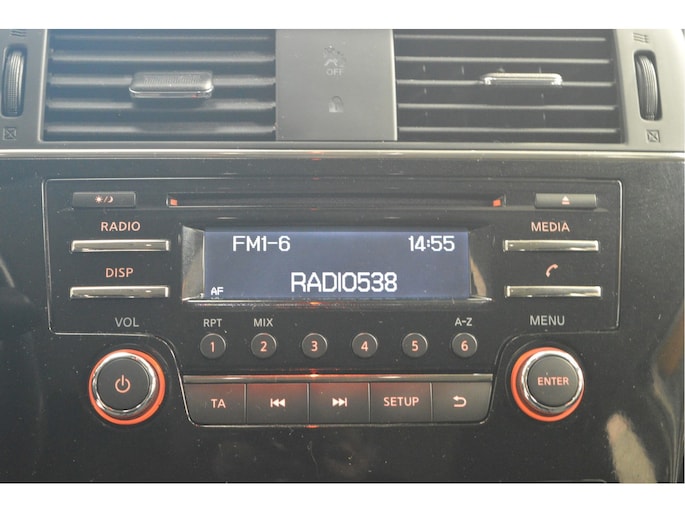 OFF
RADIO
MEDIA
FM1-6 14:55
RADIO538
AF
DISP
VOL
RPT MIX A-Z
MENU
1 2 3 4 5 6
ENTER
TA SETUP